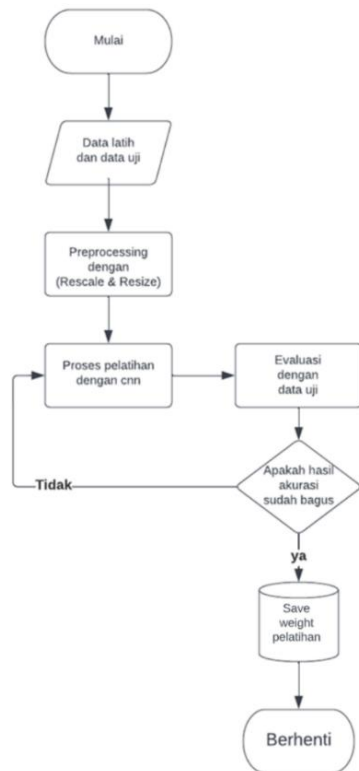 Mulai
Data latih
dan data uji
Preprocessing
dengan
(Rescale & Resize)
Proses pelatihan
dengan cnn
Evaluasi
dengan
data uji
Apakah hasil
akurasi
sudah bagus
Tidak
ya
Save
weight
pelatihan
Berhenti